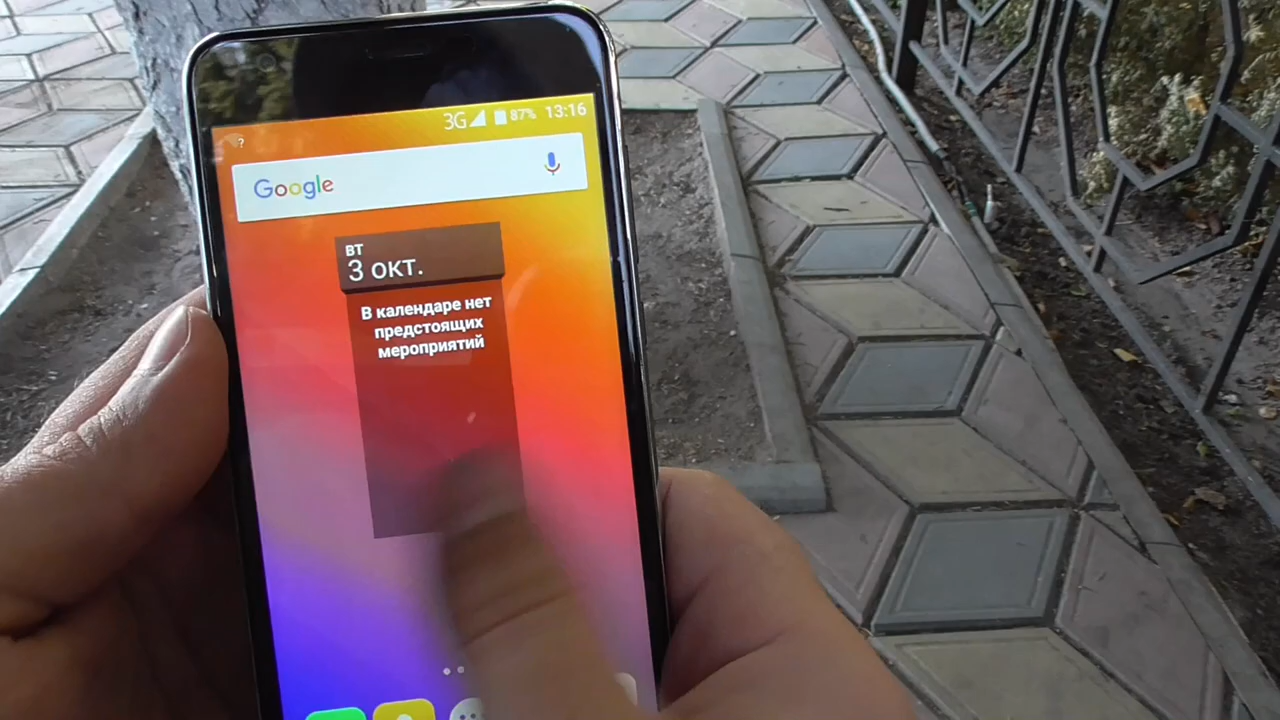 3G 87% 13:16
?
Google
ВТ
3 ОКТ.
В календаре нет
предстоящих
мероприятий